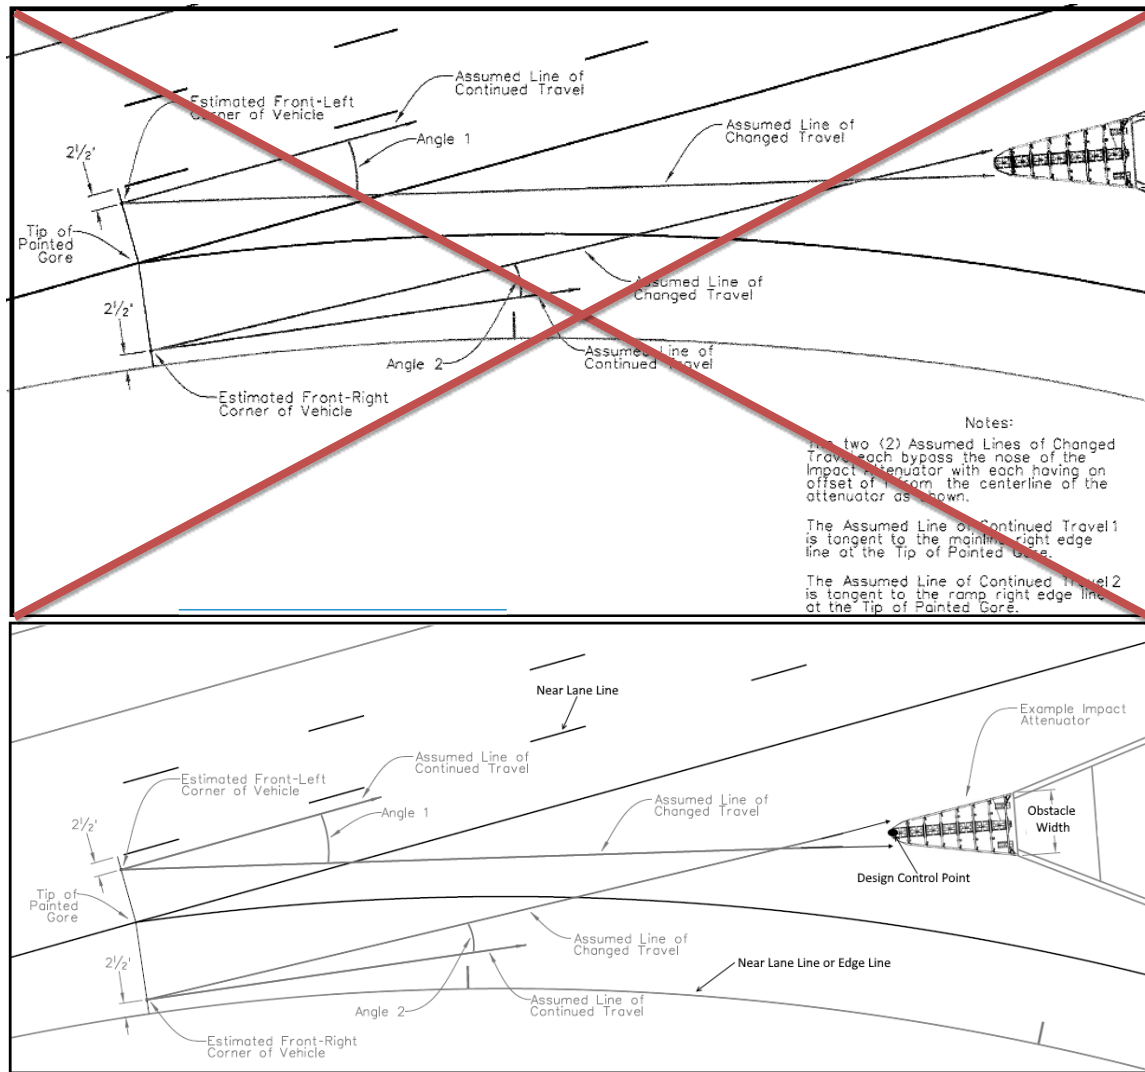 Assumed Line of
Continued Travel
Estimated Front-Left
Corner of Vehicle
Angle 1
Assumed Line of
Changed Travel
2½'
Tip of
Painted
Gore
2½'
Assumed Line of
Changed Travel
Angle 2
Assumed Line of
Continued Travel
Estimated Front-Right
Corner of Vehicle
Notes:
The two (2) Assumed Lines of Changed
Travel each bypass the nose of the
Impact Attenuator with each having an
offset of 1' from the centerline of the
attenuator as shown.
The Assumed Line of Continued Travel 1
is tangent to the mainline right edge
line at the Tip of Painted Gore.
The Assumed Line of Continued Travel 2
is tangent to the ramp right edge line
at the Tip of Painted Gore.
Near Lane Line
Example Impact
Attenuator
Assumed Line of
Continued Travel
Estimated Front-Left
Corner of Vehicle
Angle 1
Assumed Line of
Changed Travel
Obstacle
Width
2½'
Design Control Point
Tip of
Painted
Gore
Assumed Line of
Changed Travel
2½'
Near Lane Line or Edge Line
Angle 2
Assumed Line of
Continued Travel
Estimated Front-Right
Corner of Vehicle